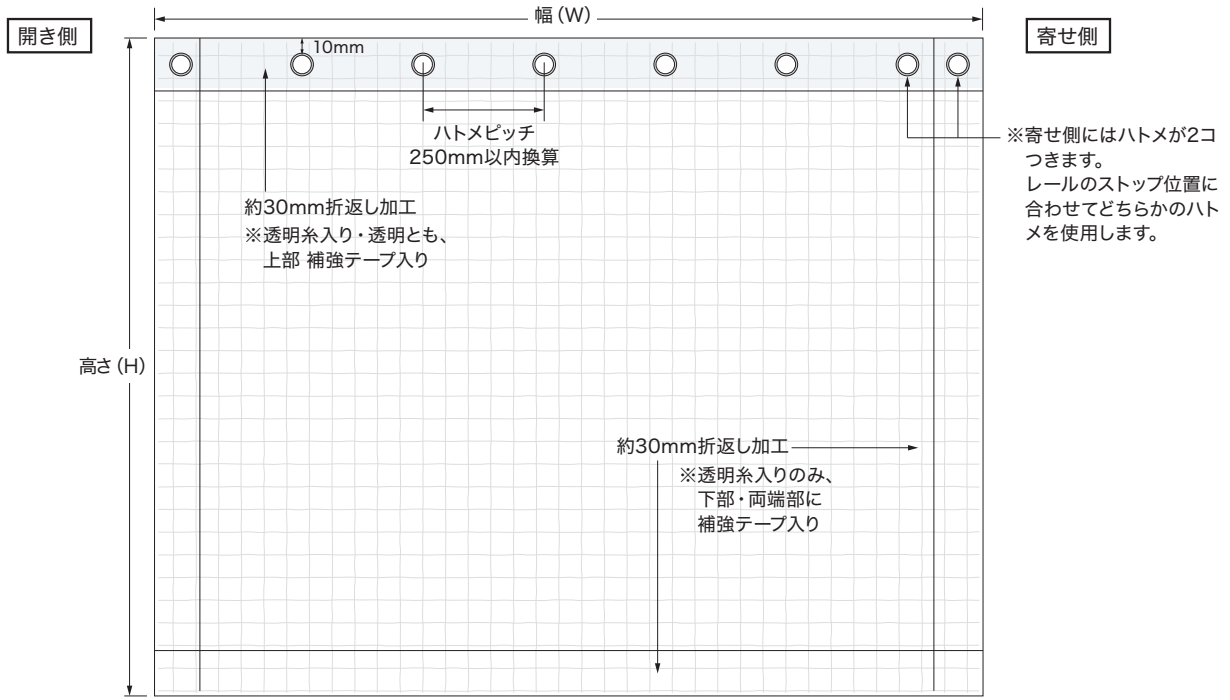 幅（W）
開き側
寄せ側
10mm
ハトメピッチ
250mm以内換算
※寄せ側にはハトメが2コ
つきます。
レールのストップ位置に
合わせてどちらかのハト
メを使用します。
約30mm折返し加工
※透明糸入り・透明とも、
上部 補強テープ入り
高さ（H）
約30mm折返し加工
※透明糸入りのみ、
下部・両端部に
補強テープ入り